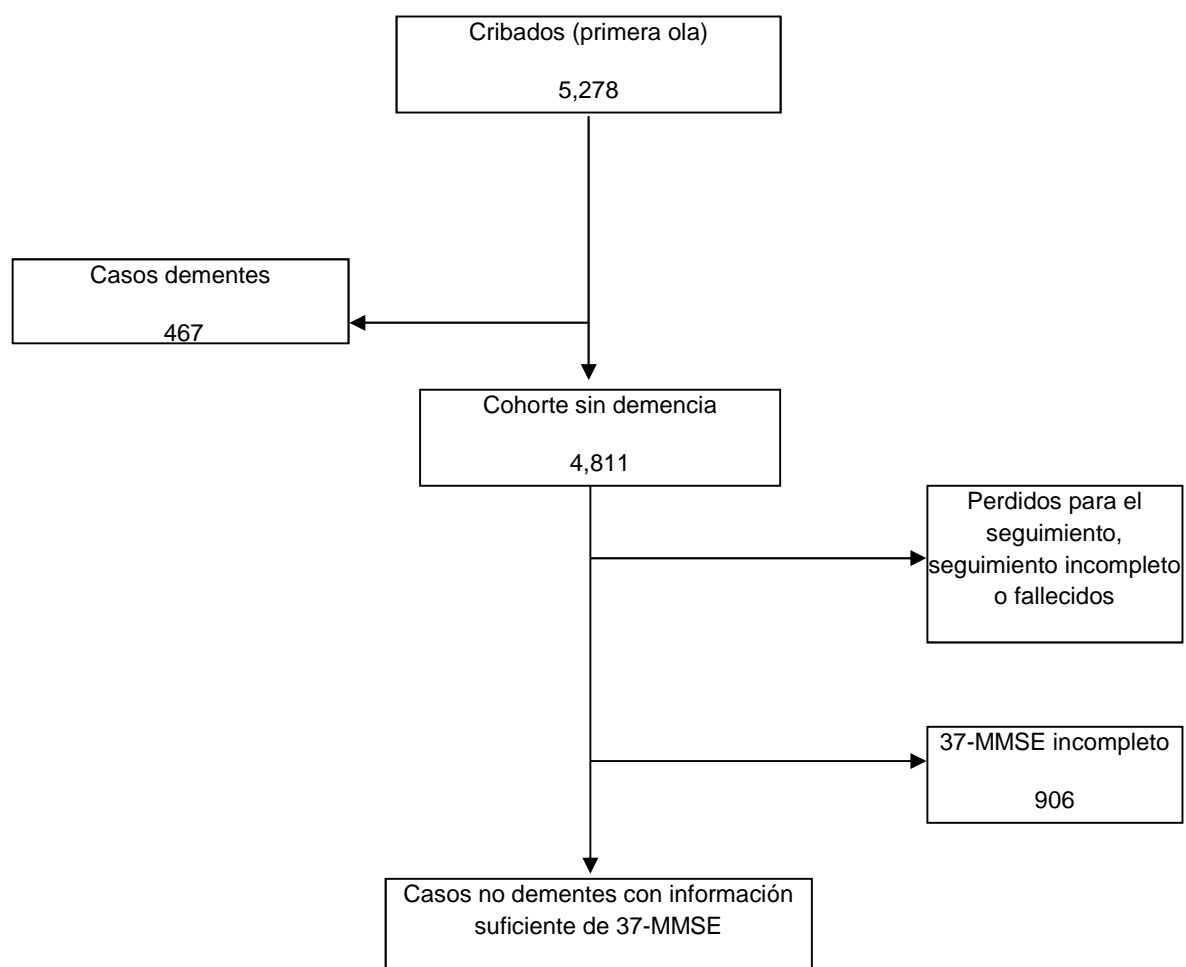 Cribados (primera ola)
5,278
Casos dementes
467
Cohorte sin demencia
4,811
Perdidos para el
seguimiento,
seguimiento incompleto
o fallecidos
37-MMSE incompleto
906
Casos no dementes con información
suficiente de 37-MMSE